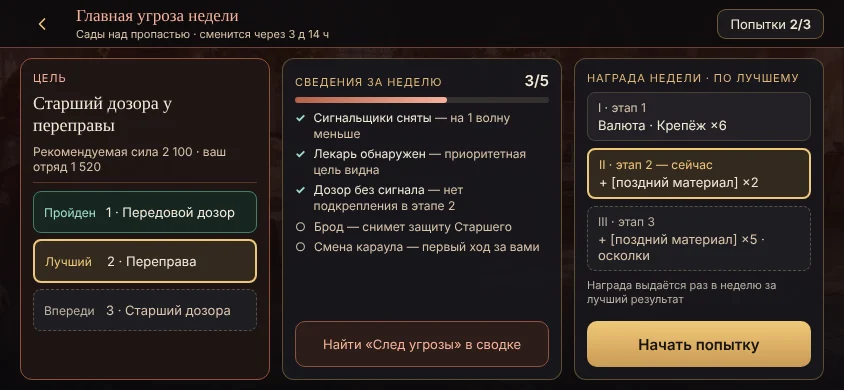 Главная угроза недели
Сады над пропастью · сменится через 3 д 14 ч
Попытки 2/3
ЦЕЛЬ
Старший дозора у
переправы
Рекомендуемая сила 2 100 · ваш
отряд 1 520
Пройден 1 · Передовой дозор
Лучший 2 · Переправа
Впереди 3 · Старший дозора
СВЕДЕНИЯ ЗА НЕДЕЛЮ 3/5
✓ Сигнальщики сняты — на 1 волну
меньше
✓ Лекарь обнаружен — приоритетная
цель видна
✓ Дозор без сигнала — нет
подкрепления в этапе 2
○ Брод — снимет защиту Старшего
○ Смена караула — первый ход за вами
Найти «След угрозы» в сводке
НАГРАДА НЕДЕЛИ · ПО ЛУЧШЕМУ
I · этап 1
Валюта · Крепёж ×6
II · этап 2 — сейчас
+ [поздний материал] ×2
III · этап 3
+ [поздний материал] ×5 ·
осколки
Награда выдаётся раз в неделю за
лучший результат
Начать попытку